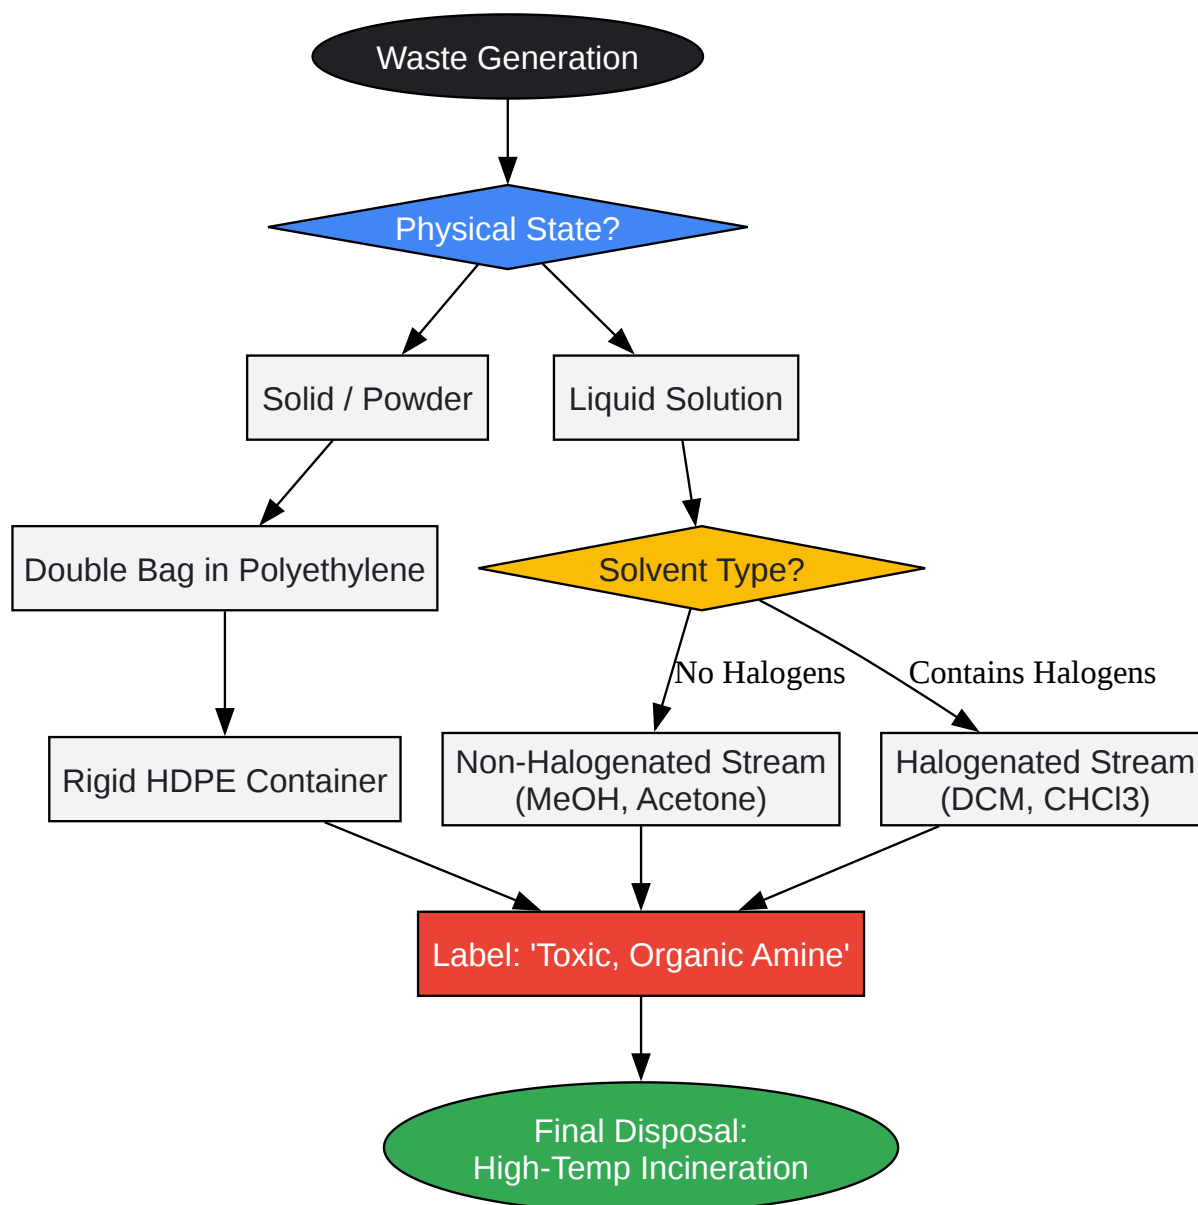 Waste Generation
Physical State?
Solid / Powder
Liquid Solution
Double Bag in Polyethylene
Solvent Type?
No Halogens
Contains Halogens
Rigid HDPE Container
Non-Halogenated Stream
(MeOH, Acetone)
Halogenated Stream
(DCM, CHCl3)
Label: 'Toxic, Organic Amine'
Final Disposal:
High-Temp Incineration